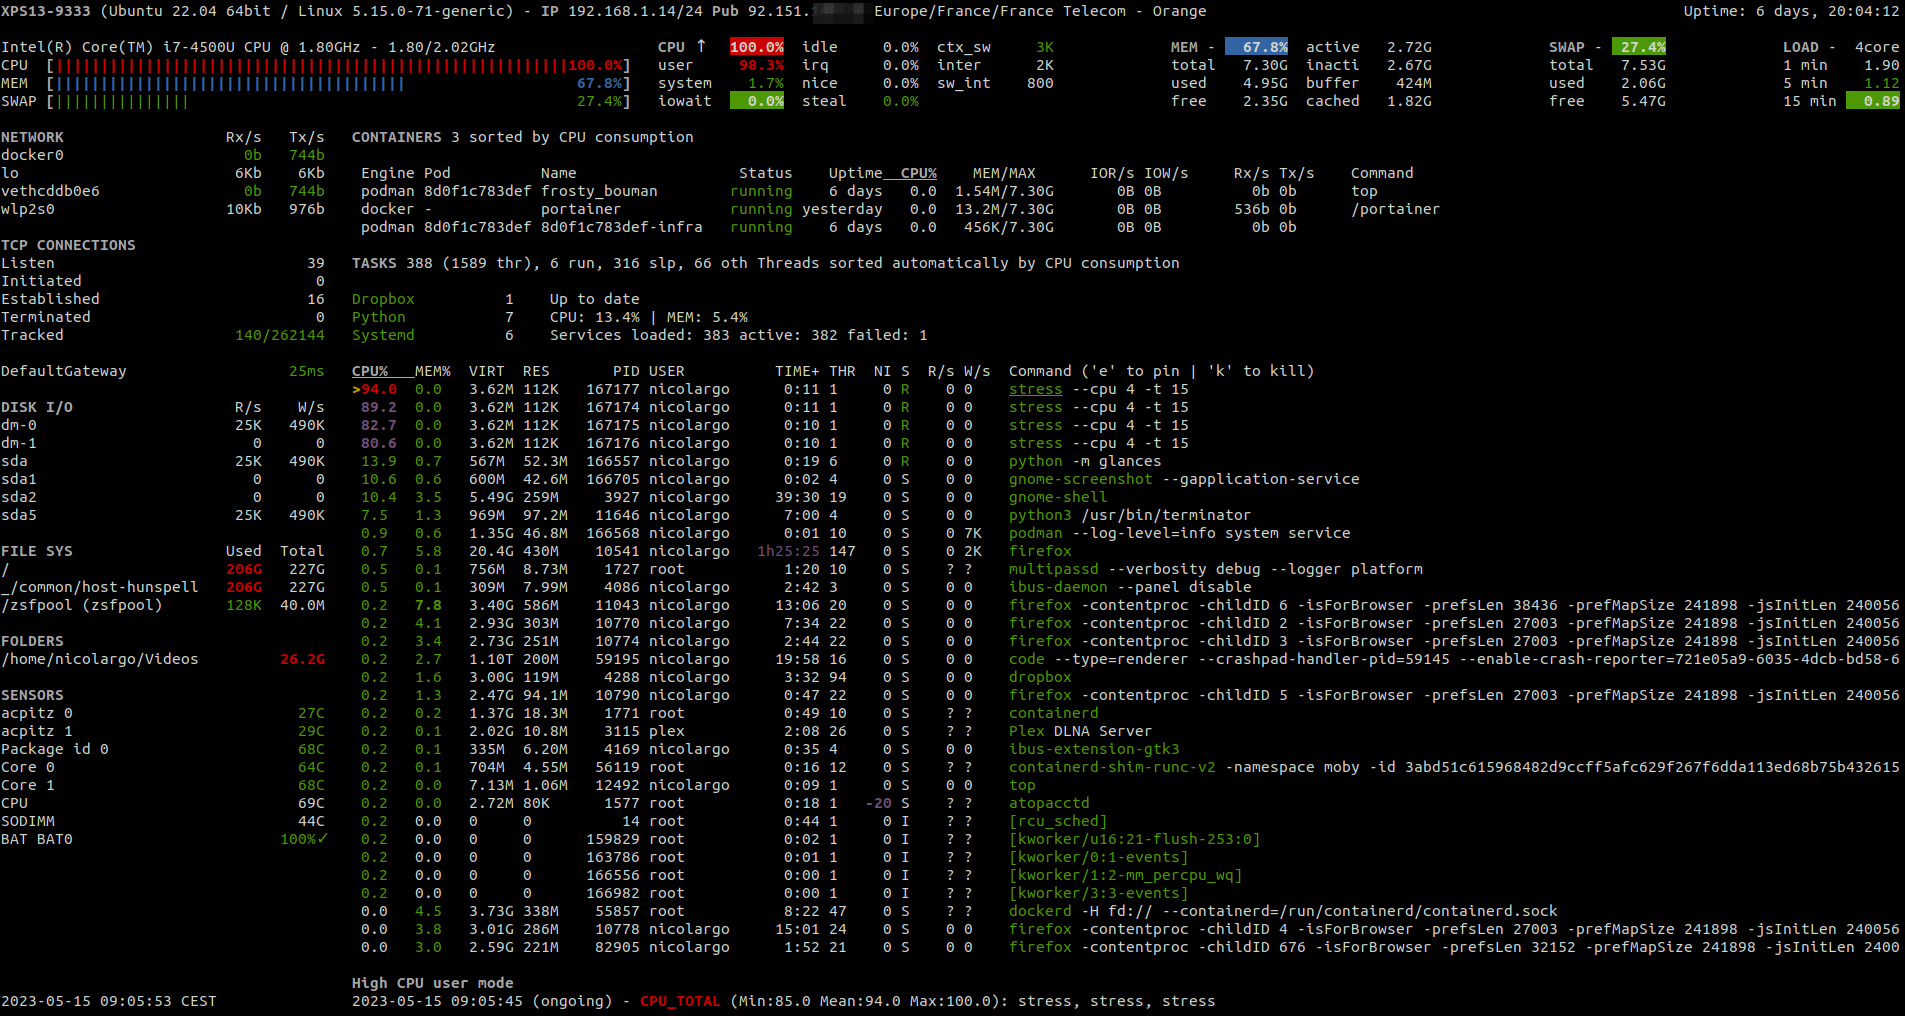 XPS13-9333 (Ubuntu 22.04 64bit / Linux 5.15.0-71-generic) - IP 192.168.1.14/24 Pub 92.151. Europe/France/France Telecom - Orange Uptime: 6 days, 20:04:12
Intel(R) Core(TM) i7-4500U CPU @ 1.80GHz - 1.80/2.02GHz CPU ↑ 100.0% idle 0.0% ctx_sw 3K MEM - 67.8% active 2.72G SWAP - 27.4% LOAD - 4core
CPU [||||||||||||||||||||||||||||||||||||||||||||||||||||||||||100.0%] user 98.3% irq 0.0% inter 2K total 7.30G inacti 2.67G total 7.53G 1 min 1.90
MEM [||||||||||||||||||||||||||||||||||||||| 67.8%] system 1.7% nice 0.0% sw_int 800 used 4.95G buffer 424M used 2.06G 5 min 1.12
SWAP [||||||||||||||| 27.4%] iowait 0.0% steal 0.0% free 2.35G cached 1.82G free 5.47G 15 min 0.89
NETWORK Rx/s Tx/s CONTAINERS 3 sorted by CPU consumption
docker0 0b 744b
lo 6Kb 6Kb Engine Pod Name Status Uptime CPU% MEM/MAX IOR/s IOW/s Rx/s Tx/s Command
vethcddb0e6 0b 744b podman 8d0f1c783def frosty_bouman running 6 days 0.0 1.54M/7.30G 0B 0B 0b 0b top
wlp2s0 10Kb 976b docker - portainer running yesterday 0.0 13.2M/7.30G 0B 0B 536b 0b /portainer
podman 8d0f1c783def 8d0f1c783def-infra running 6 days 0.0 456K/7.30G 0B 0B 0b 0b
TCP CONNECTIONS
Listen 39 TASKS 388 (1589 thr), 6 run, 316 slp, 66 oth Threads sorted automatically by CPU consumption
Initiated 0
Established 16 Dropbox 1 Up to date
Terminated 0 Python 7 CPU: 13.4% | MEM: 5.4%
Tracked 140/262144 Systemd 6 Services loaded: 383 active: 382 failed: 1
DefaultGateway 25ms CPU% MEM% VIRT RES PID USER TIME+ THR NI S R/s W/s Command ('e' to pin | 'k' to kill)
>94.0 0.0 3.62M 112K 167177 nicolargo 0:11 1 0 R 0 0 stress --cpu 4 -t 15
DISK I/O R/s W/s 89.2 0.0 3.62M 112K 167174 nicolargo 0:11 1 0 R 0 0 stress --cpu 4 -t 15
dm-0 25K 490K 82.7 0.0 3.62M 112K 167175 nicolargo 0:10 1 0 R 0 0 stress --cpu 4 -t 15
dm-1 0 0 80.6 0.0 3.62M 112K 167176 nicolargo 0:10 1 0 R 0 0 stress --cpu 4 -t 15
sda 25K 490K 13.9 0.7 567M 52.3M 166557 nicolargo 0:19 6 0 R 0 0 python -m glances
sda1 0 0 10.6 0.6 600M 42.6M 166705 nicolargo 0:02 4 0 S 0 0 gnome-screenshot --gapplication-service
sda2 0 0 10.4 3.5 5.49G 259M 3927 nicolargo 39:30 19 0 S 0 0 gnome-shell
sda5 25K 490K 7.5 1.3 969M 97.2M 11646 nicolargo 7:00 4 0 S 0 0 python3 /usr/bin/terminator
0.9 0.6 1.35G 46.8M 166568 nicolargo 0:01 10 0 S 0 7K podman --log-level=info system service
FILE SYS Used Total 0.7 5.8 20.4G 430M 10541 nicolargo 1h25:25 147 0 S 0 2K firefox
/ 206G 227G 0.5 0.1 756M 8.73M 1727 root 1:20 10 0 S ? ? multipassd --verbosity debug --logger platform
_/common/host-hunspell 206G 227G 0.5 0.1 309M 7.99M 4086 nicolargo 2:42 3 0 S 0 0 ibus-daemon --panel disable
/zsfpool (zsfpool) 128K 40.0M 0.2 7.8 3.40G 586M 11043 nicolargo 13:06 20 0 S 0 0 firefox -contentproc -childID 6 -isForBrowser -prefsLen 38436 -prefMapSize 241898 -jsInitLen 240056
0.2 4.1 2.93G 303M 10770 nicolargo 7:34 22 0 S 0 0 firefox -contentproc -childID 2 -isForBrowser -prefsLen 27003 -prefMapSize 241898 -jsInitLen 240056
FOLDERS 0.2 3.4 2.73G 251M 10774 nicolargo 2:44 22 0 S 0 0 firefox -contentproc -childID 3 -isForBrowser -prefsLen 27003 -prefMapSize 241898 -jsInitLen 240056
/home/nicolargo/Videos 26.2G 0.2 2.7 1.10T 200M 59195 nicolargo 19:58 16 0 S 0 0 code --type=renderer --crashpad-handler-pid=59145 --enable-crash-reporter=721e05a9-6035-4dcb-bd58-6
0.2 1.6 3.00G 119M 4288 nicolargo 3:32 94 0 S 0 0 dropbox
SENSORS 0.2 1.3 2.47G 94.1M 10790 nicolargo 0:47 22 0 S 0 0 firefox -contentproc -childID 5 -isForBrowser -prefsLen 27003 -prefMapSize 241898 -jsInitLen 240056
acpitz 0 27C 0.2 0.2 1.37G 18.3M 1771 root 0:49 10 0 S ? ? containerd
acpitz 1 29C 0.2 0.1 2.02G 10.8M 3115 plex 2:08 26 0 S ? ? Plex DLNA Server
Package id 0 68C 0.2 0.1 335M 6.20M 4169 nicolargo 0:35 4 0 S 0 0 ibus-extension-gtk3
Core 0 64C 0.2 0.1 704M 4.55M 56119 root 0:16 12 0 S ? ? containerd-shim-runc-v2 -namespace moby -id 3abd51c615968482d9ccff5afc629f267f6dda113ed68b75b432615
Core 1 68C 0.2 0.0 7.13M 1.06M 12492 nicolargo 0:09 1 0 S 0 0 top
CPU 69C 0.2 0.0 2.72M 80K 1577 root 0:18 1 -20 S ? ? atopacctd
SODIMM 44C 0.2 0.0 0 0 14 root 0:44 1 0 I ? ? [rcu_sched]
BAT BAT0 100%✓ 0.2 0.0 0 0 159829 root 0:02 1 0 I ? ? [kworker/u16:21-flush-253:0]
0.2 0.0 0 0 163786 root 0:01 1 0 I ? ? [kworker/0:1-events]
0.2 0.0 0 0 166556 root 0:00 1 0 I ? ? [kworker/1:2-mm_percpu_wq]
0.2 0.0 0 0 166982 root 0:00 1 0 I ? ? [kworker/3:3-events]
0.0 4.5 3.73G 338M 55857 root 8:22 47 0 S ? ? dockerd -H fd:// --containerd=/run/containerd/containerd.sock
0.0 3.8 3.01G 286M 10778 nicolargo 15:01 24 0 S 0 0 firefox -contentproc -childID 4 -isForBrowser -prefsLen 27003 -prefMapSize 241898 -jsInitLen 240056
0.0 3.0 2.59G 221M 82905 nicolargo 1:52 21 0 S 0 0 firefox -contentproc -childID 676 -isForBrowser -prefsLen 32152 -prefMapSize 241898 -jsInitLen 2400
High CPU user mode
2023-05-15 09:05:53 CEST 2023-05-15 09:05:45 (ongoing) - CPU_TOTAL (Min:85.0 Mean:94.0 Max:100.0): stress, stress, stress